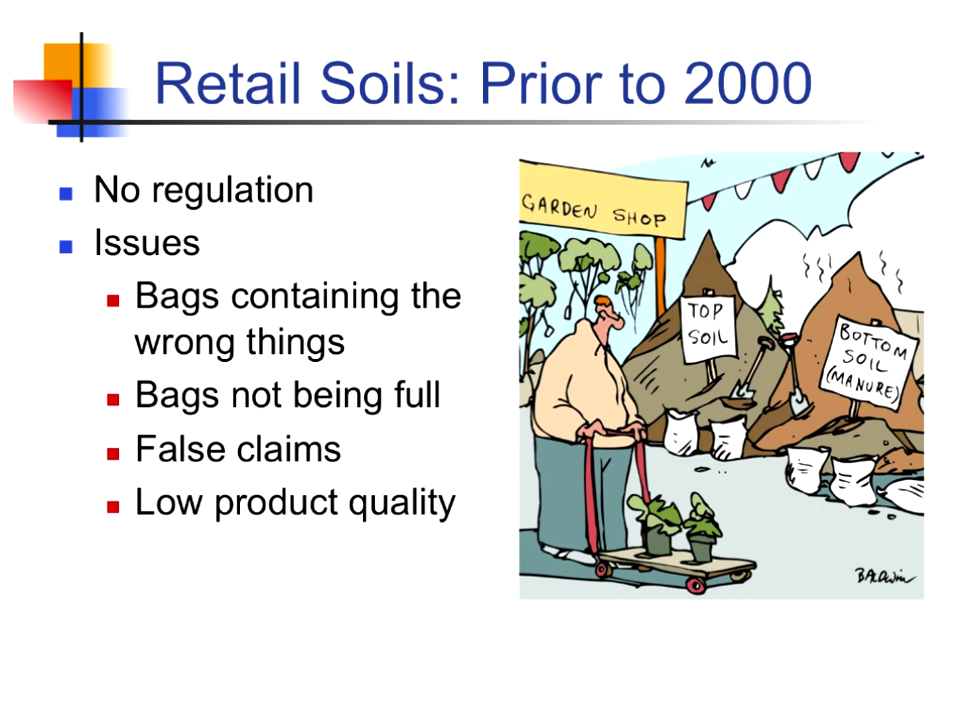 Retail Soils: Prior to 2000
No regulation
Issues
Bags containing the
wrong things
Bags not being full
False claims
Low product quality
GARDEN SHOP
TOP
SOIL
BOTTOM
SOIL
(MANURE)
BALDWIN